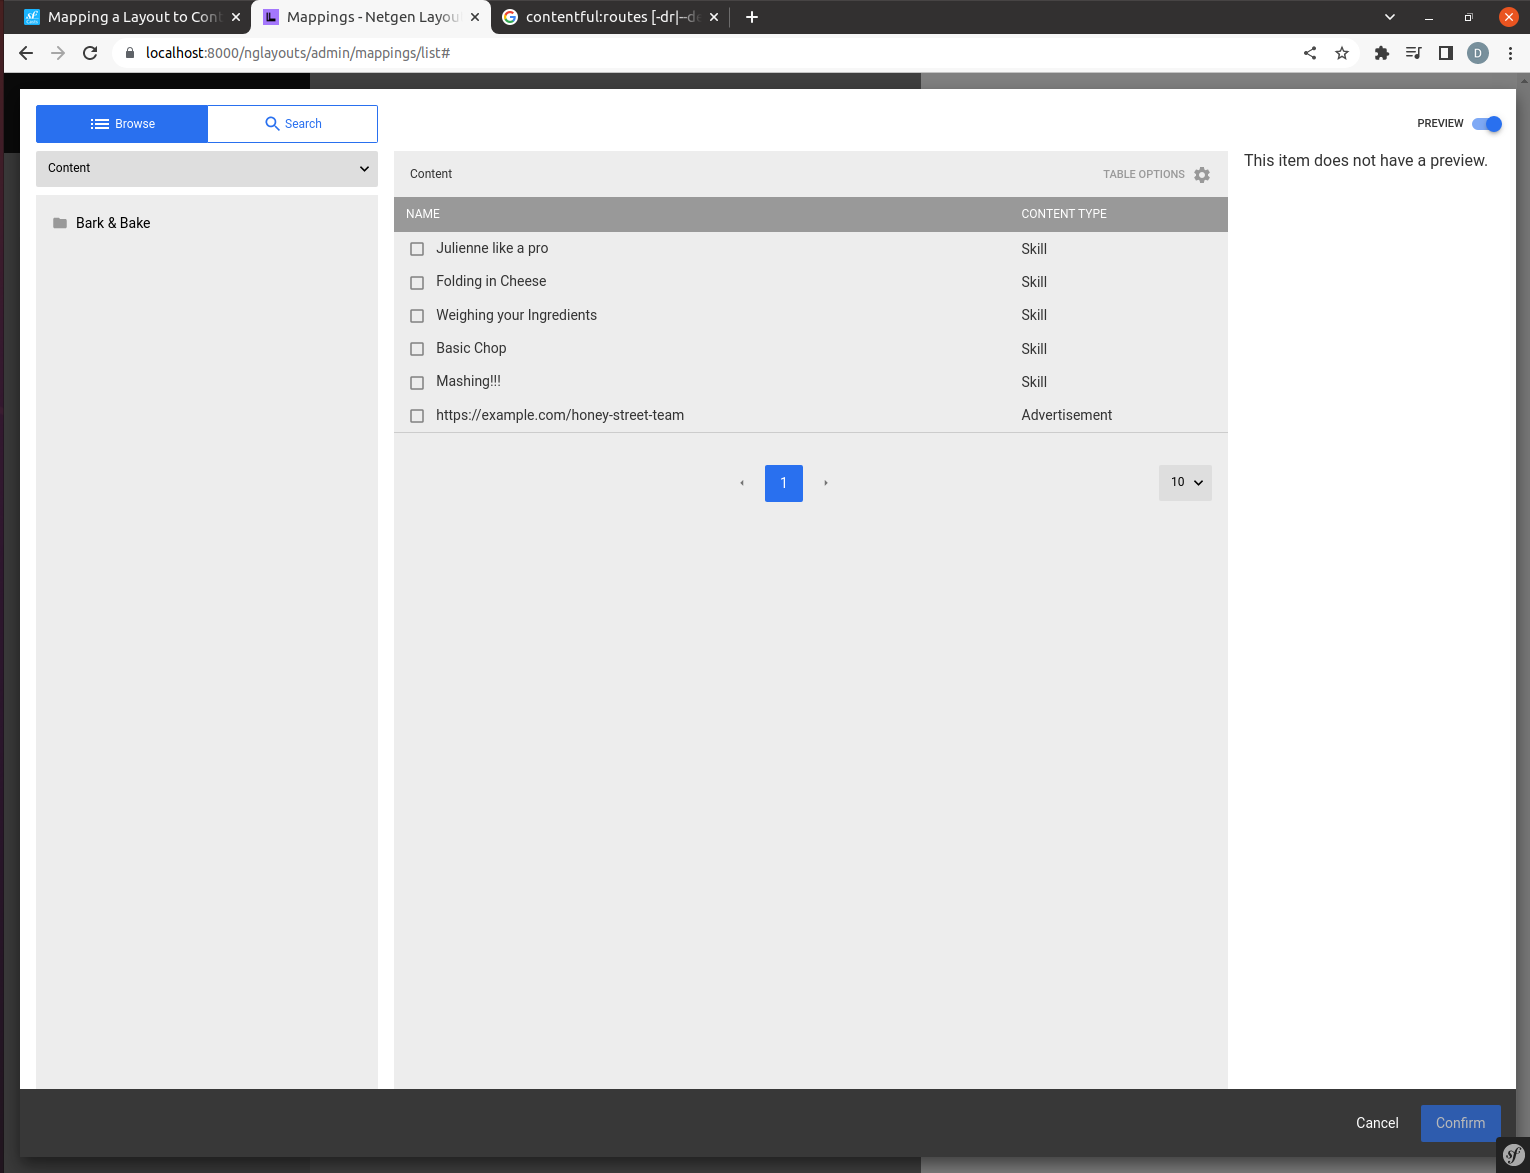 Mapping a Layout to Cont
Mappings - Netgen Layou
contentful:routes [-dr|--de
localhost:8000/nglayouts/admin/mappings/list#
D
Browse
Search
PREVIEW
Content
Content
TABLE OPTIONS
This item does not have a preview.
Bark & Bake
NAME
CONTENT TYPE
Julienne like a pro
Skill
Folding in Cheese
Skill
Weighing your Ingredients
Skill
Basic Chop
Skill
Mashing!!!
Skill
https://example.com/honey-street-team
Advertisement
1
10
Cancel
Confirm
sf